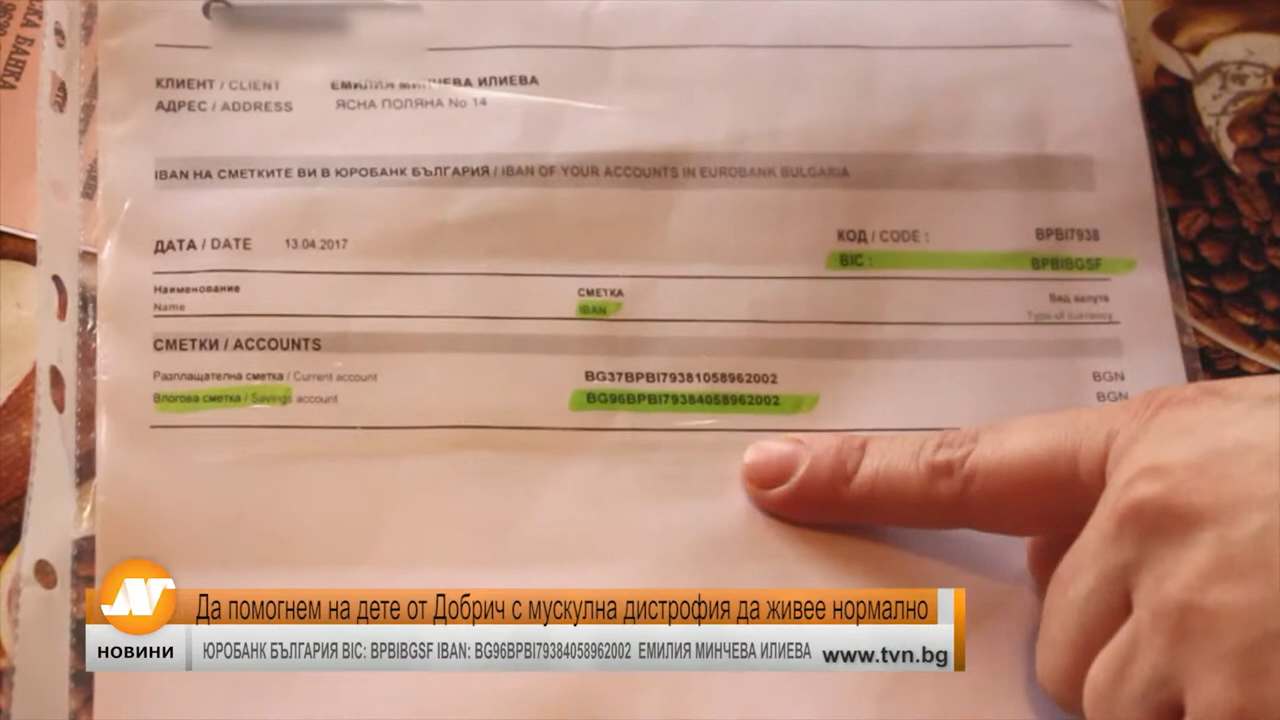 СКА БАНКА
КЛИЕНТ / CLIENT ЕМИЛИЯ МИНЧЕВА ИЛИЕВА
АДРЕС / ADDRESS ЯСНА ПОЛЯНА No 14
IBAN НА СМЕТКИТЕ ВИ В ЮРОБАНК БЪЛГАРИЯ / IBAN OF YOUR ACCOUNTS IN EUROBANK BULGARIA
ДАТА / DATE 13.04.2017 КОД / CODE : BPBI7938
BIC : BPBIBGSF
Наименование СМЕТКА Вид валута
Name IBAN Type of currency
СМЕТКИ / ACCOUNTS
Разплащателна сметка / Current account BG37BPBI79381058962002 BGN
Влогова сметка / Savings account BG96BPBI79384058962002 BGN
Да помогнем на дете от Добрич с мускулна дистрофия да живее нормално
НОВИНИ ЮРОБАНК БЪЛГАРИЯ BIC: BPBIBGSF IBAN: BG96BPBI79384058962002 ЕМИЛИЯ МИНЧЕВА ИЛИЕВА www.tvn.bg